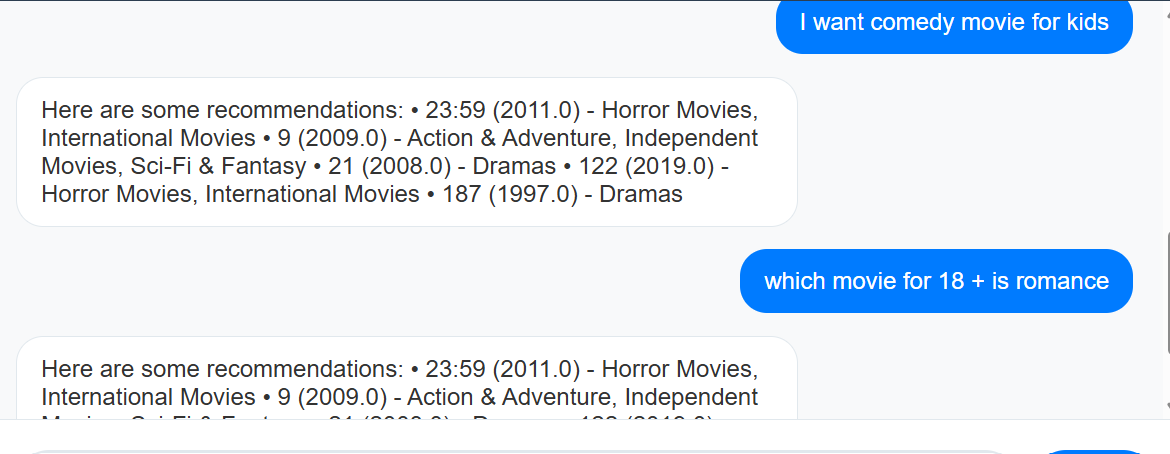 I want comedy movie for kids
Here are some recommendations: • 23:59 (2011.0) - Horror Movies,
International Movies • 9 (2009.0) - Action & Adventure, Independent
Movies, Sci-Fi & Fantasy • 21 (2008.0) - Dramas • 122 (2019.0) -
Horror Movies, International Movies • 187 (1997.0) - Dramas
which movie for 18 + is romance
Here are some recommendations: • 23:59 (2011.0) - Horror Movies,
International Movies • 9 (2009.0) - Action & Adventure, Independent